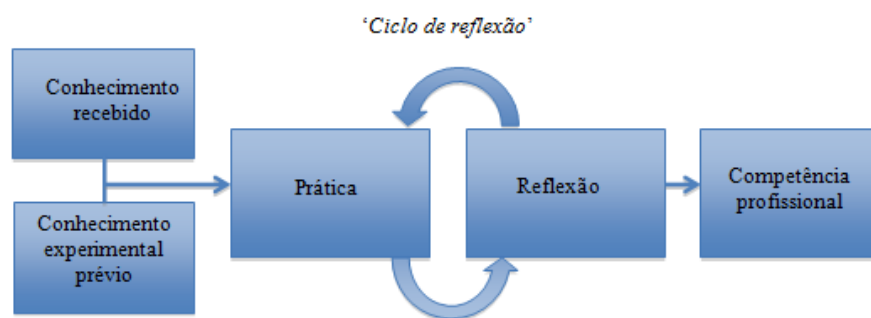 ‘Ciclo de reflexão’
Conhecimento
recebido
Conhecimento
experimental
prévio
Prática
Reflexão
Competência
profissional